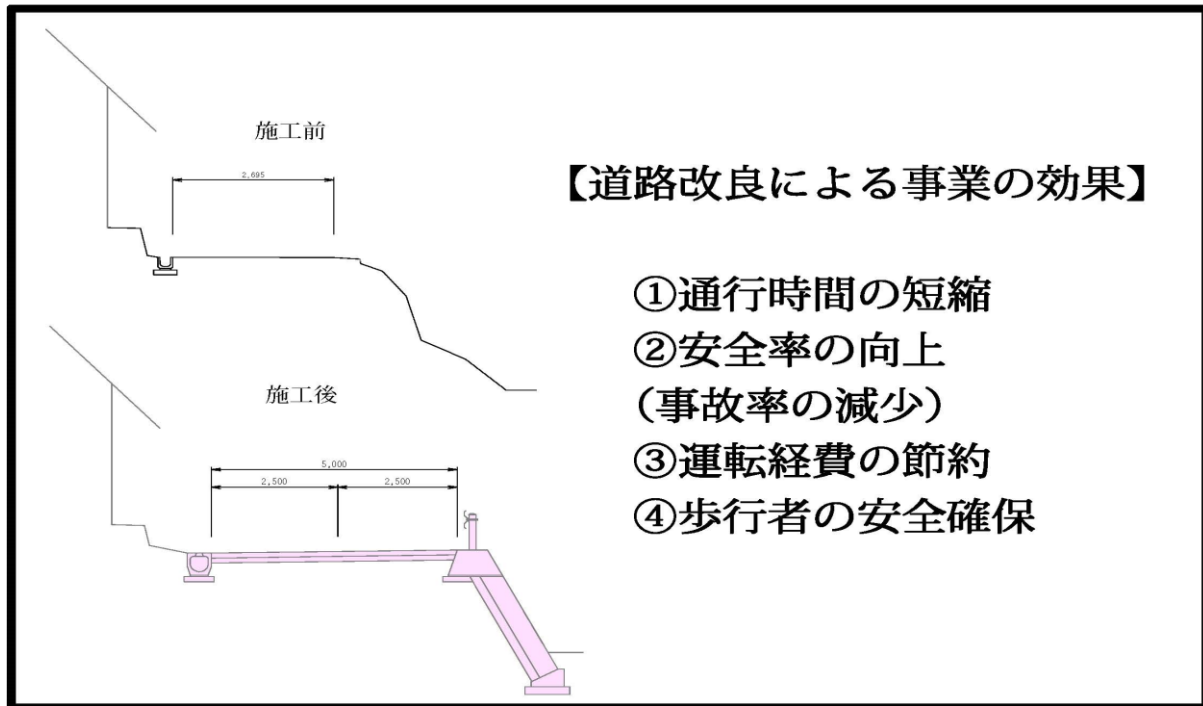 施工前
2,695
施工後
5,000
2,500 2,500
【道路改良による事業の効果】
①通行時間の短縮
②安全率の向上
（事故率の減少）
③運転経費の節約
④歩行者の安全確保